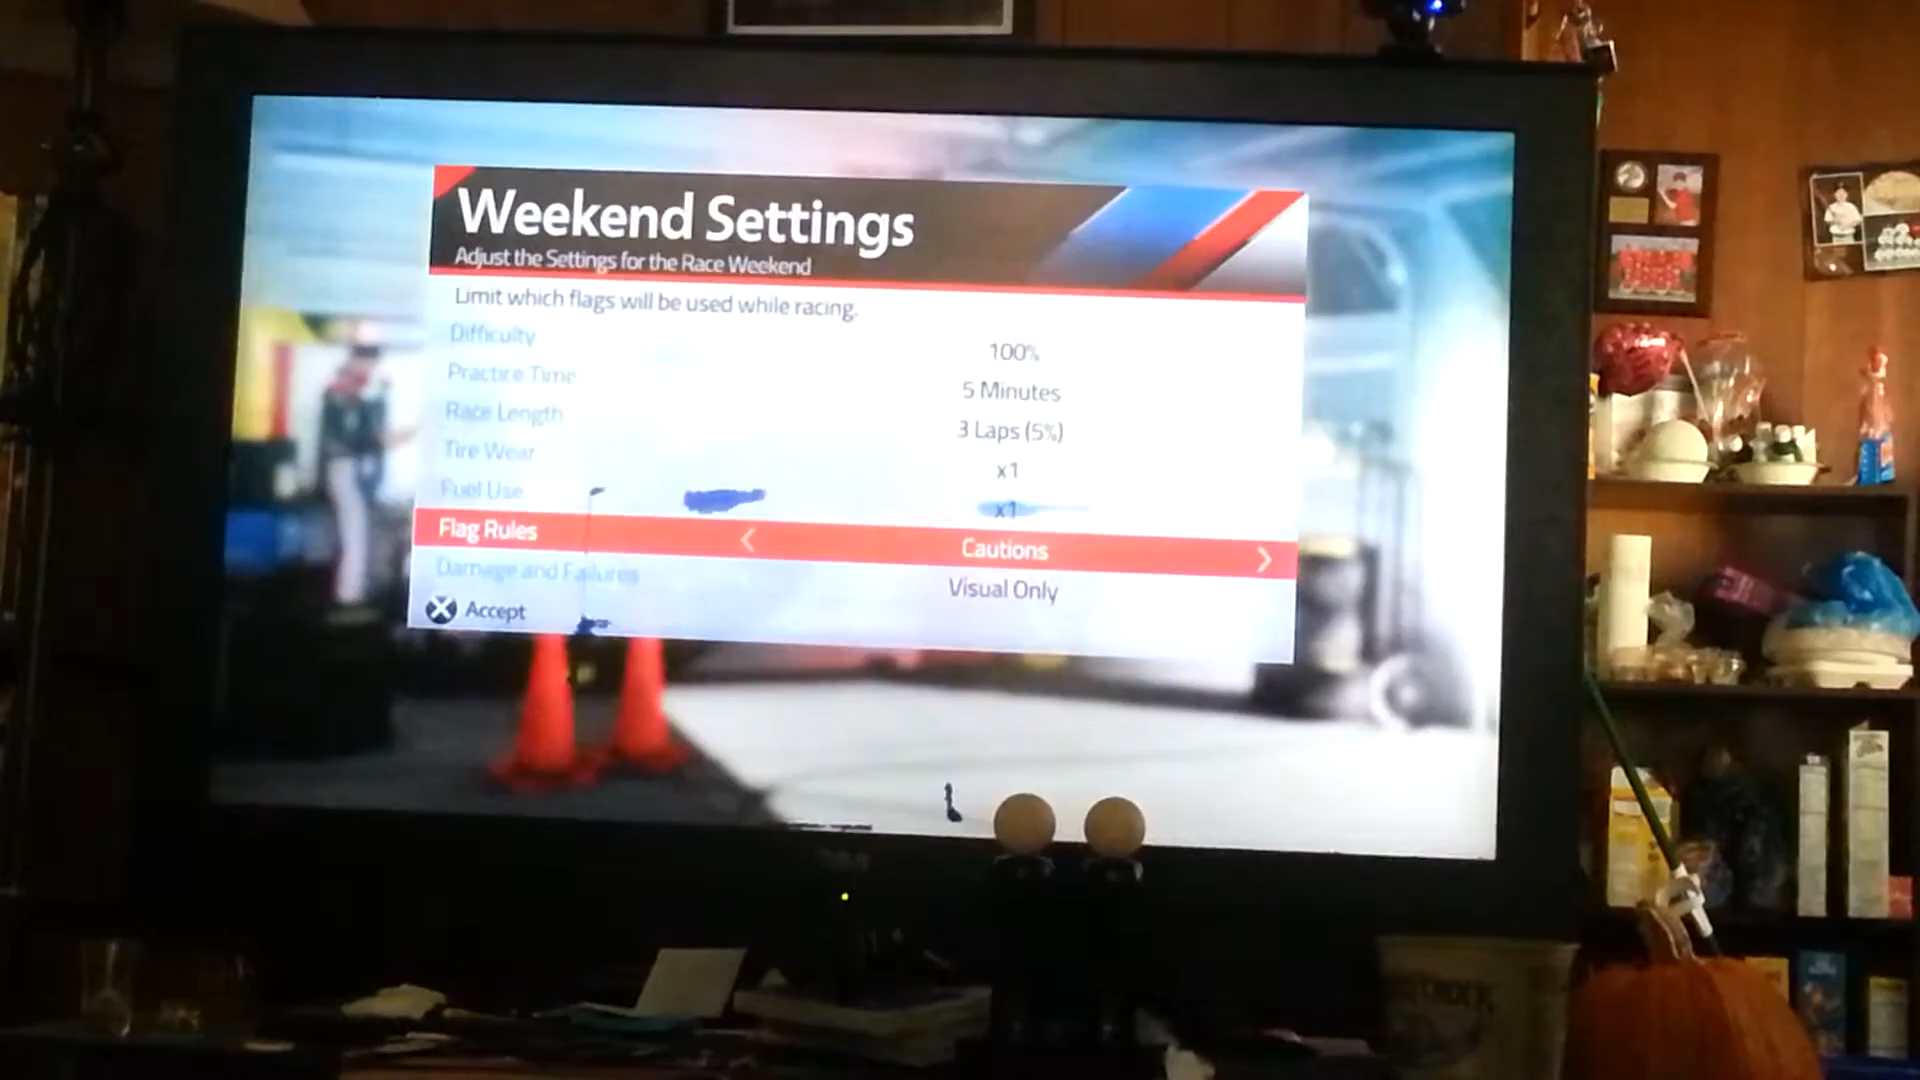 Weekend Settings
Adjust the Settings for the Race Weekend
Limit which flags will be used while racing.
Difficulty 100%
Practice Time 5 Minutes
Race Length 3 Laps (5%)
Tire Wear x1
Fuel Use x1
Flag Rules Cautions
Damage and Failures Visual Only
Accept